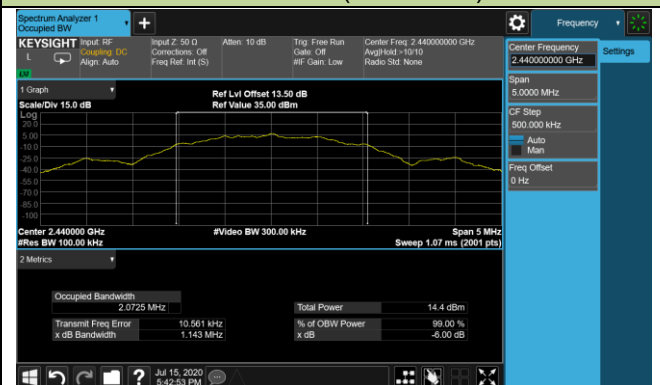 Spectrum Analyzer 1
Occupied BW
Frequency
KEYSIGHT
L
Input: RF
Coupling: DC
Align: Auto
Input Z: 50 Ω
Corrections: Off
Freq Ref: Int (S)
Atten: 10 dB
Trig: Free Run
Gate: Off
#IF Gain: Low
Center Freq: 2.440000000 GHz
Avg|Hold:>10/10
Radio Std: None
Center Frequency
2.440000000 GHz
Settings
Span
5.0000 MHz
CF Step
500.000 kHz
Auto
Man
Freq Offset
0 Hz
1 Graph
Scale/Div 15.0 dB
Ref Lvl Offset 13.50 dB
Ref Value 35.00 dBm
Log
20.0
5.00
-10.0
-25.0
-40.0
-55.0
-70.0
-85.0
-100
Center 2.440000 GHz
#Res BW 100.00 kHz
#Video BW 300.00 kHz
Span 5 MHz
Sweep 1.07 ms (2001 pts)
2 Metrics
Occupied Bandwidth
2.0725 MHz
Total Power 14.4 dBm
Transmit Freq Error 10.561 kHz
% of OBW Power 99.00 %
x dB Bandwidth 1.143 MHz
x dB -6.00 dB
Jul 15, 2020
5:42:53 PM